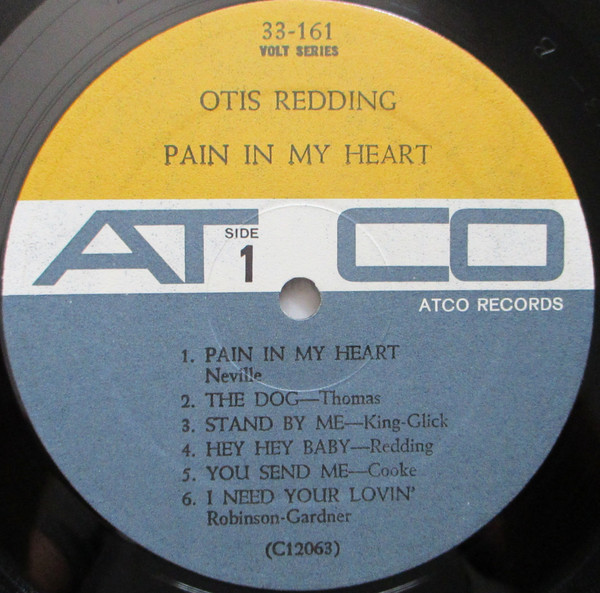 33-161
VOLT SERIES
OTIS REDDING
PAIN IN MY HEART
ATCO
SIDE
1
ATCO RECORDS
1. PAIN IN MY HEART
Neville
2. THE DOG—Thomas
3. STAND BY ME—King-Glick
4. HEY HEY BABY—Redding
5. YOU SEND ME—Cooke
6. I NEED YOUR LOVIN'
Robinson-Gardner
(C12063)